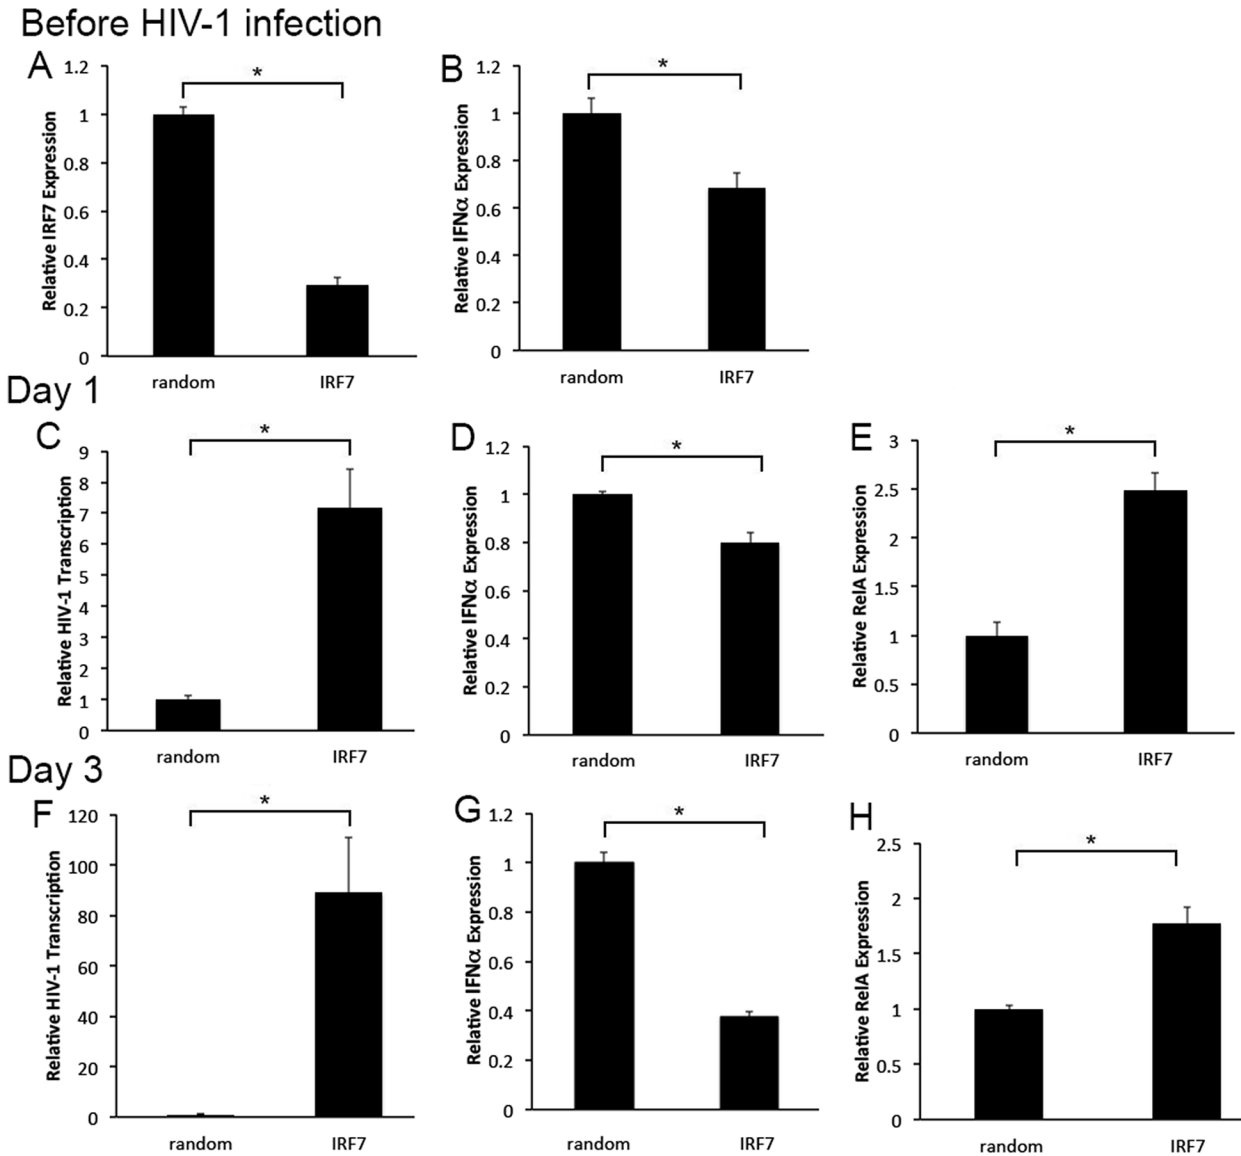 Before HIV-1 infection
A
*
Relative IRF7 Expression
1.2
1
0.8
0.6
0.4
0.2
0
random IRF7
B
*
Relative IFNα Expression
1.2
1
0.8
0.6
0.4
0.2
0
random IRF7
Day 1
C
*
Relative HIV-1 Transcription
9
8
7
6
5
4
3
2
1
0
random IRF7
D
*
Relative IFNα Expression
1.2
1
0.8
0.6
0.4
0.2
0
random IRF7
E
*
Relative RelA Expression
3
2.5
2
1.5
1
0.5
0
random IRF7
Day 3
F
*
Relative HIV-1 Transcription
120
100
80
60
40
20
0
random IRF7
G
*
Relative IFNα Expression
1.2
1
0.8
0.6
0.4
0.2
0
random IRF7
H
*
Relative RelA Expression
2.5
2
1.5
1
0.5
0
random IRF7